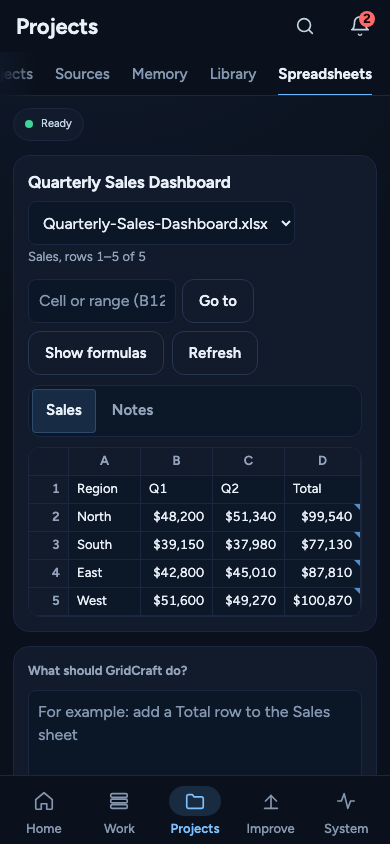 Projects
2
ects Sources Memory Library Spreadsheets
Ready
Quarterly Sales Dashboard
Quarterly-Sales-Dashboard.xlsx
Sales, rows 1–5 of 5
Cell or range (B12 Go to
Show formulas Refresh
Sales Notes
A B C D
1 Region Q1 Q2 Total
2 North $48,200 $51,340 $99,540
3 South $39,150 $37,980 $77,130
4 East $42,800 $45,010 $87,810
5 West $51,600 $49,270 $100,870
What should GridCraft do?
For example: add a Total row to the Sales
sheet
Home Work Projects Improve System